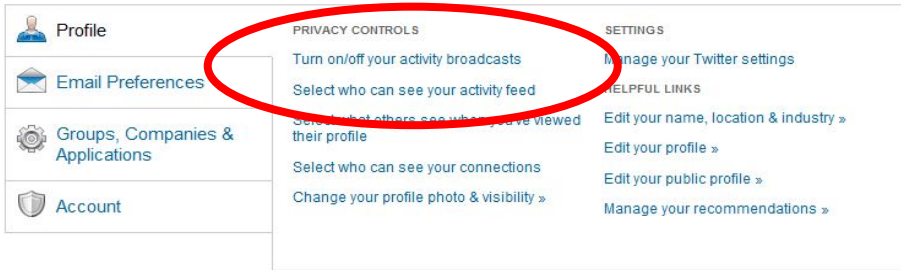 Profile
Email Preferences
Groups, Companies &
Applications
Account
PRIVACY CONTROLS
Turn on/off your activity broadcasts
Select who can see your activity feed
Select what others see when you've viewed
their profile
Select who can see your connections
Change your profile photo & visibility »
SETTINGS
Manage your Twitter settings
HELPFUL LINKS
Edit your name, location & industry »
Edit your profile »
Edit your public profile »
Manage your recommendations »